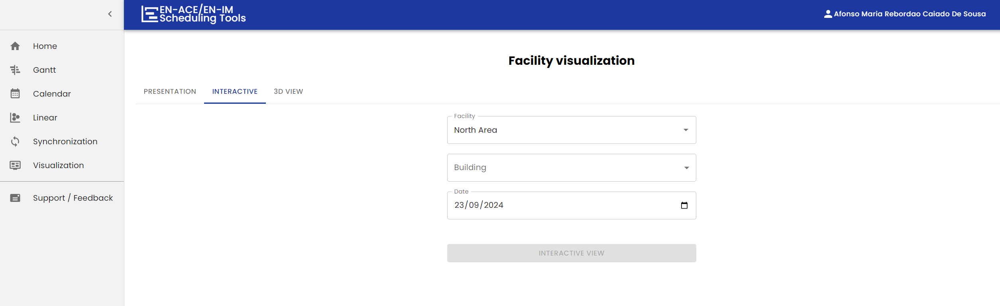 EN-ACE/EN-IM
Scheduling Tools
Afonso Maria Rebordao Caiado De Sousa
Home
Gantt
Calendar
Linear
Synchronization
Visualization
Support / Feedback
Facility visualization
PRESENTATION INTERACTIVE 3D VIEW
Facility
North Area
Building
Date
23/09/2024
INTERACTIVE VIEW